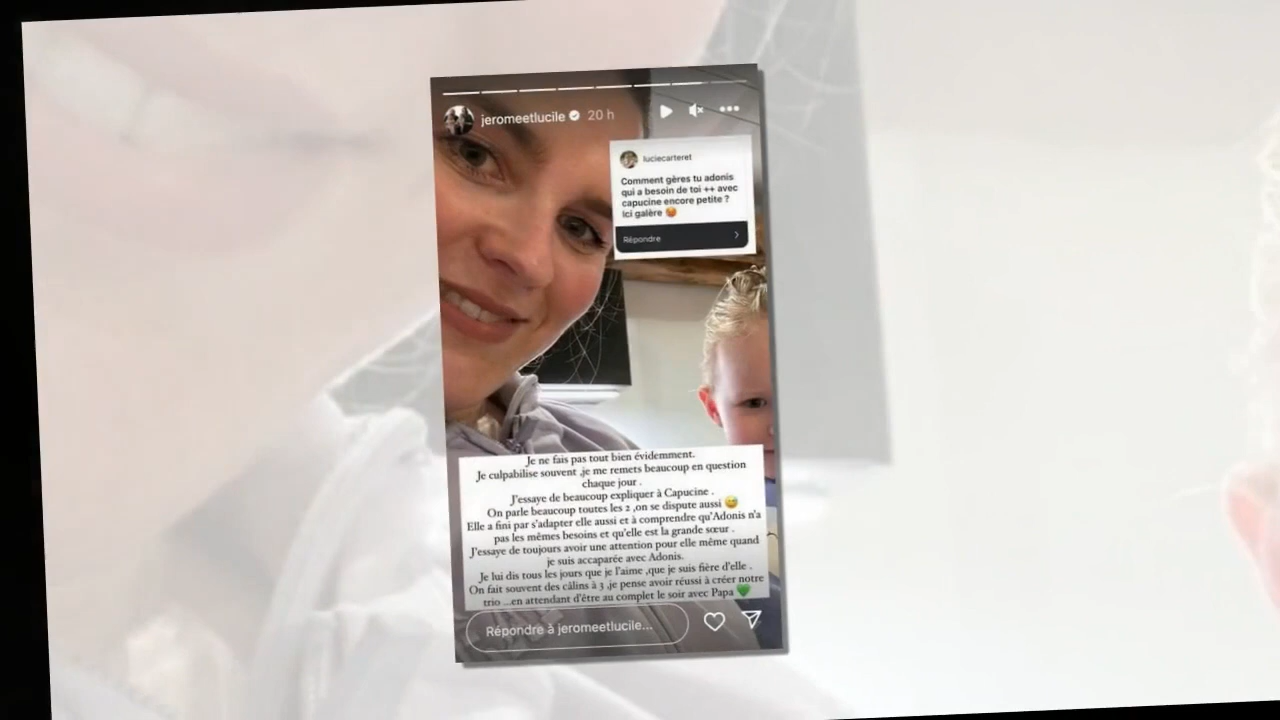 jeromeetlucile 20 h
luciecarteret
Comment gères tu adonis
qui a besoin de toi ++ avec
capucine encore petite ?
Ici galère 🥵
Répondre
Je ne fais pas tout bien évidemment.
Je culpabilise souvent ,je me remets beaucoup en question
chaque jour .
J'essaye de beaucoup expliquer à Capucine .
On parle beaucoup toutes les 2 ,on se dispute aussi 😅
Elle a fini par s'adapter elle aussi et à comprendre qu'Adonis n'a
pas les mêmes besoins et qu'elle est la grande sœur .
J'essaye de toujours avoir une attention pour elle même quand
je suis accaparée avec Adonis.
Je lui dis tous les jours que je l'aime ,que je suis fière d'elle .
On fait souvent des câlins à 3 ,je pense avoir réussi à créer notre
trio ...en attendant d'être au complet le soir avec Papa 💚
Répondre à jeromeetlucile...